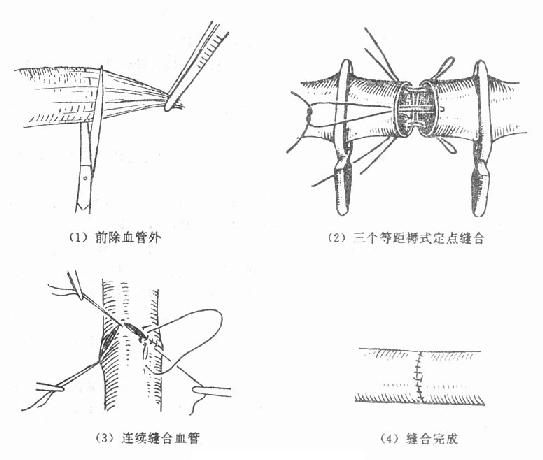 (1) 前除血管外
(2) 三个等距褥式定点缝合
(3) 连续缝合血管
(4) 缝合完成